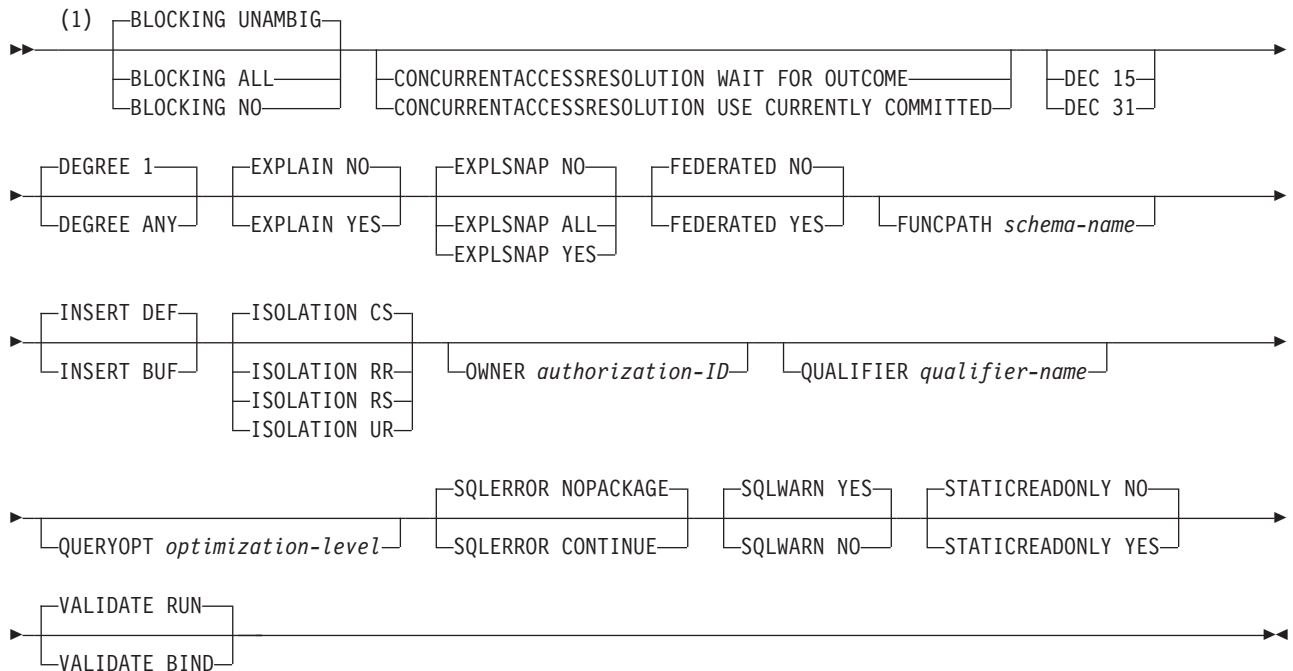 (1) BLOCKING UNAMBIG
BLOCKING ALL
BLOCKING NO
CONCURRENTACCESSRESOLUTION WAIT FOR OUTCOME
CONCURRENTACCESSRESOLUTION USE CURRENTLY COMMITTED
DEC 15
DEC 31
DEGREE 1
DEGREE ANY
EXPLAIN NO
EXPLAIN YES
EXPLSNAP NO
EXPLSNAP ALL
EXPLSNAP YES
FEDERATED NO
FEDERATED YES
FUNCPATH schema-name
INSERT DEF
INSERT BUF
ISOLATION CS
ISOLATION RR
ISOLATION RS
ISOLATION UR
OWNER authorization-ID
QUALIFIER qualifier-name
QUERYOPT optimization-level
SQLERROR NOPACKAGE
SQLERROR CONTINUE
SQLWARN YES
SQLWARN NO
STATICREADONLY NO
STATICREADONLY YES
VALIDATE RUN
VALIDATE BIND